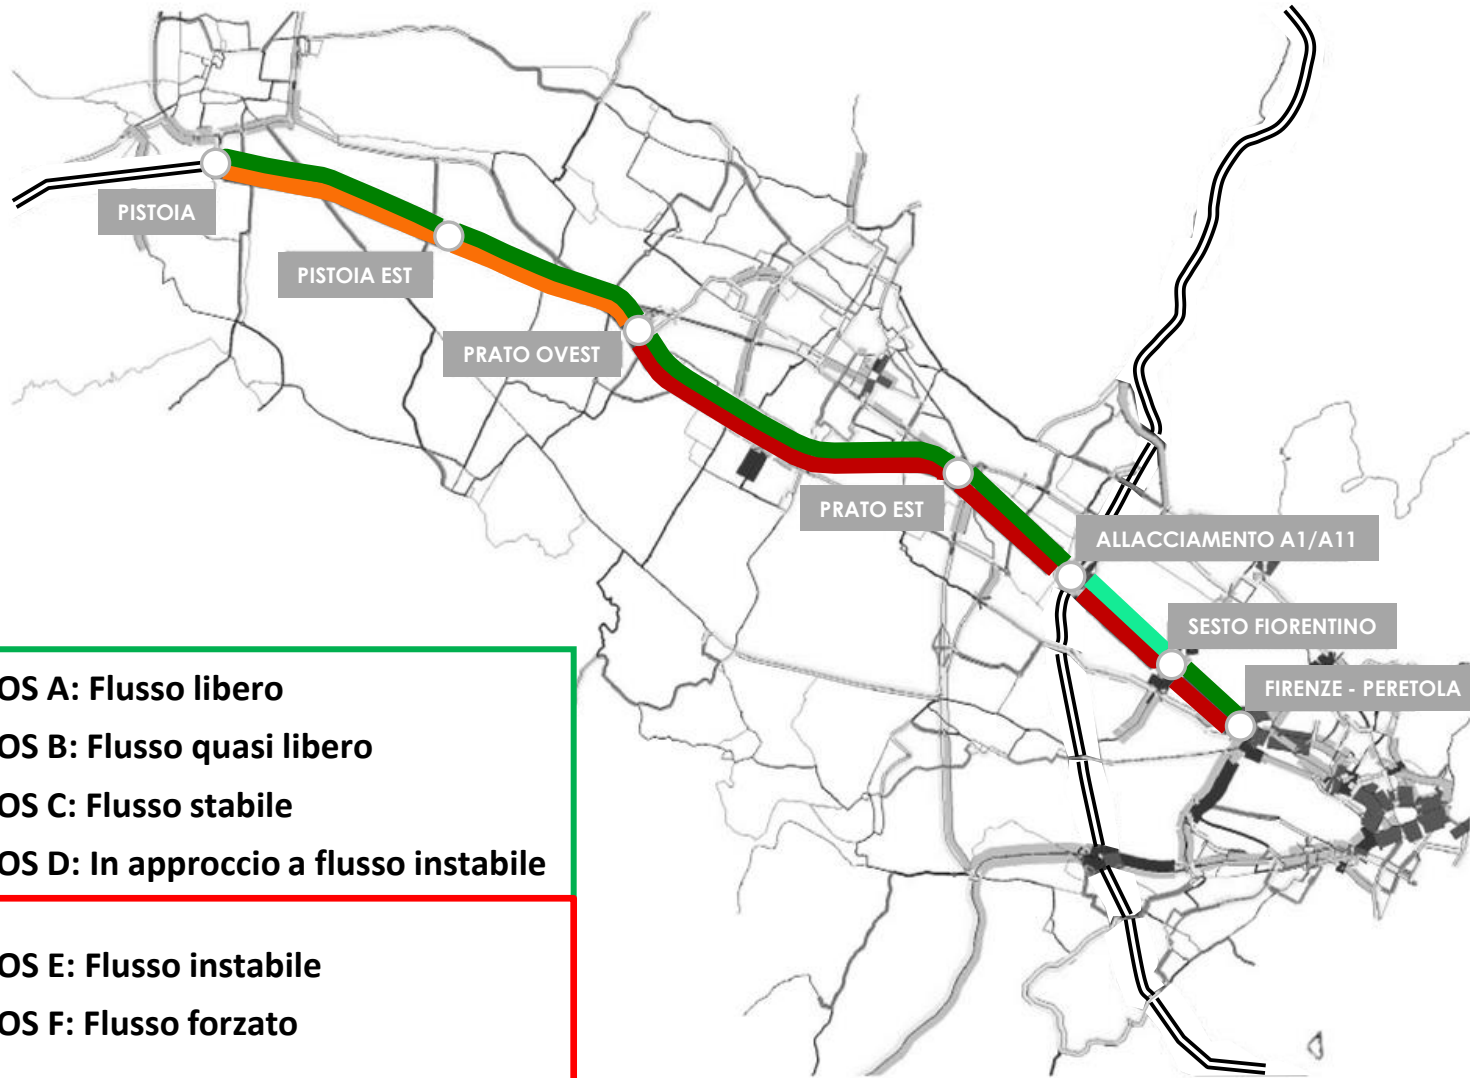 PISTOIA
PISTOIA EST
PRATO OVEST
PRATO EST
ALLACCIAMENTO A1/A11
SESTO FIORENTINO
FIRENZE - PERETOLA
OS A: Flusso libero
OS B: Flusso quasi libero
OS C: Flusso stabile
OS D: In approccio a flusso instabile
OS E: Flusso instabile
OS F: Flusso forzato